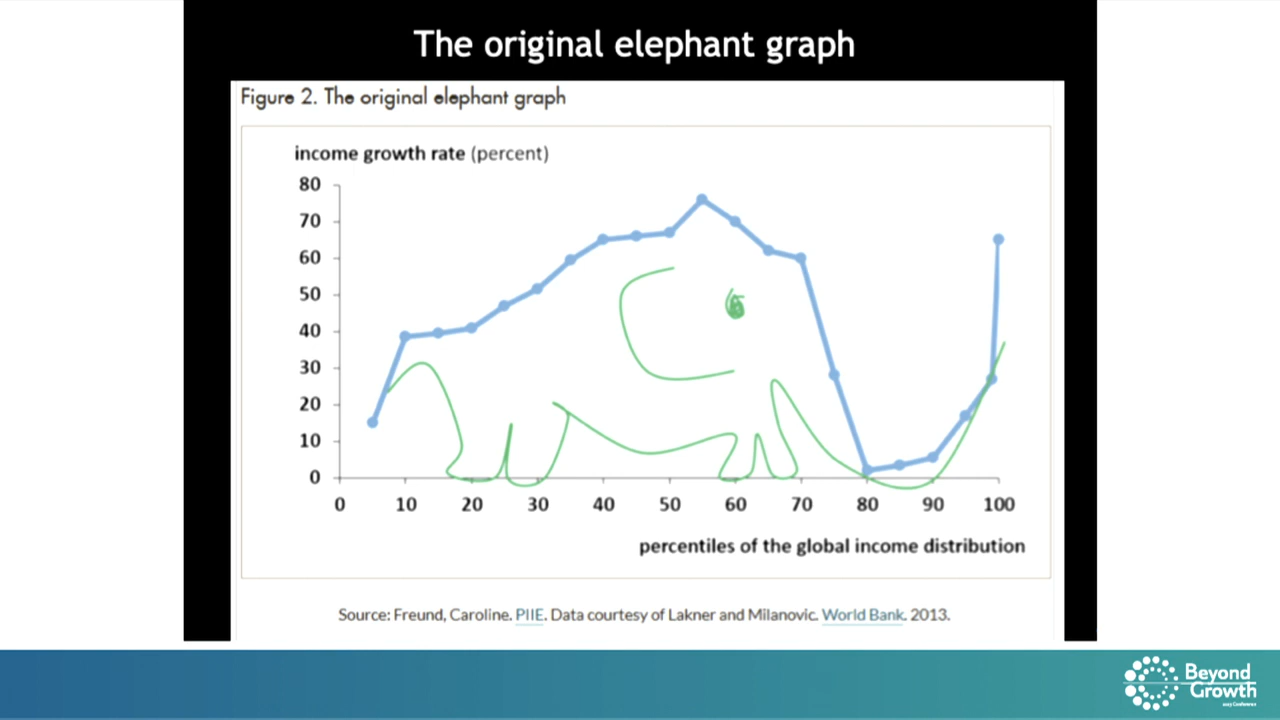 The original elephant graph
Figure 2. The original elephant graph
income growth rate (percent)
80
70
60
50
40
30
20
10
0
0 10 20 30 40 50 60 70 80 90 100
percentiles of the global income distribution
Source: Freund, Caroline. PIIE. Data courtesy of Lakner and Milanovic. World Bank. 2013.
Beyond
Growth
2023 Conference